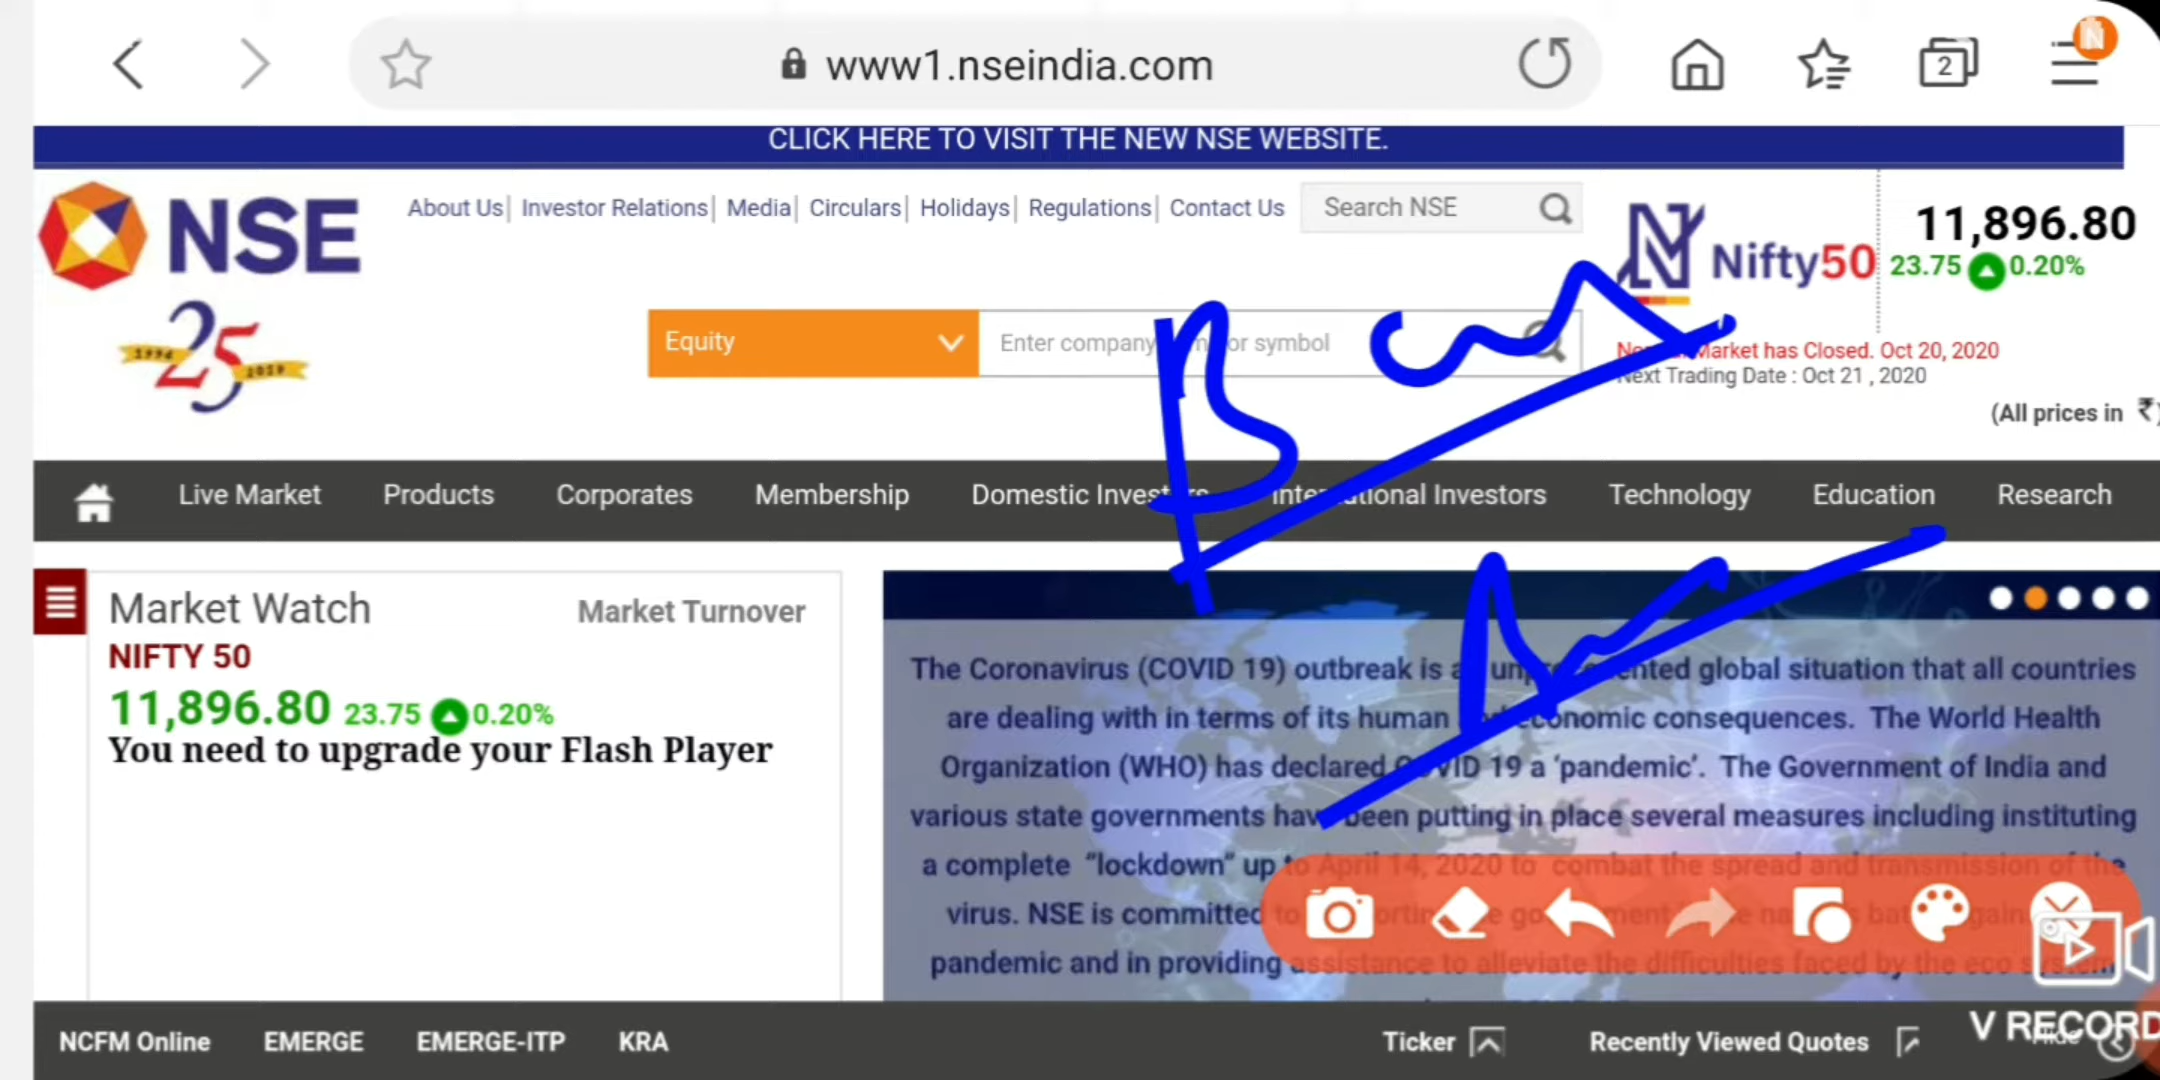 www1.nseindia.com
2
N
CLICK HERE TO VISIT THE NEW NSE WEBSITE.
NSE
About Us| Investor Relations| Media| Circulars| Holidays| Regulations| Contact Us
Search NSE
Nifty50
11,896.80
23.75 0.20%
1994 25 2019
Equity
Enter company or symbol
Market has Closed. Oct 20, 2020
Next Trading Date : Oct 21 , 2020
(All prices in ₹)
Live Market Products Corporates Membership Domestic Investors International Investors Technology Education Research
Market Watch
Market Turnover
NIFTY 50
11,896.80 23.75 0.20%
You need to upgrade your Flash Player
The Coronavirus (COVID 19) outbreak is global situation that all countries
are dealing with in terms of its human economic consequences. The World Health
Organization (WHO) has declared COVID 19 a ‘pandemic’. The Government of India and
various state governments have been putting in place several measures including instituting
a complete “lockdown” up to April 14, 2020 to combat the spread and transmission of the
virus. NSE is committed to
pandemic and in providing assistance to alleviate the difficulties faced by the eco
NCFM Online EMERGE EMERGE-ITP KRA
Ticker
Recently Viewed Quotes
Hide
V RECORD